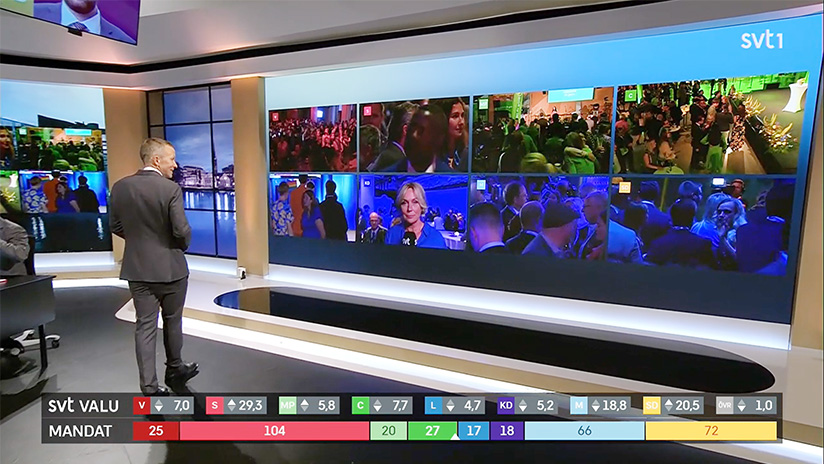 svt1
svt
svt VALU V 7,0 S 29,3 MP 5,8 C 7,7 L 4,7 KD 5,2 M 18,8 SD 20,5 ÖVR 1,0
MANDAT 25 104 20 27 17 18 66 72